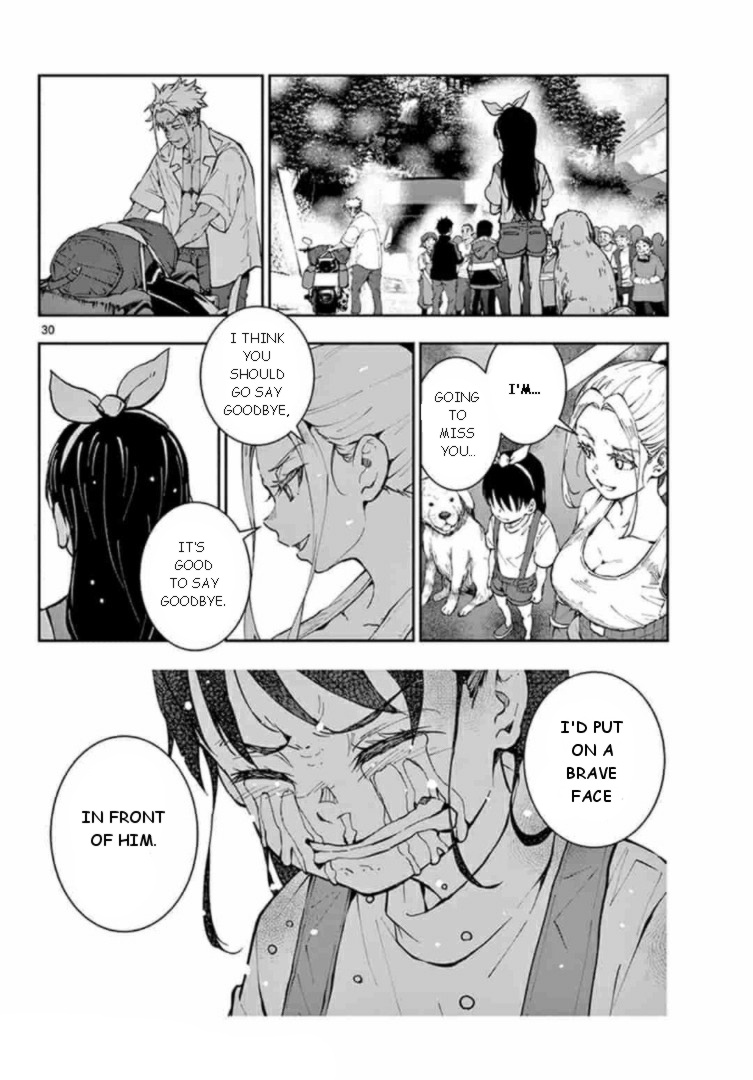 30
I'M...
GOING
TO
MISS
YOU...
I THINK
YOU
SHOULD
GO SAY
GOODBYE,
IT'S
GOOD
TO SAY
GOODBYE.
I'D PUT
ON A
BRAVE
FACE
IN FRONT
OF HIM.